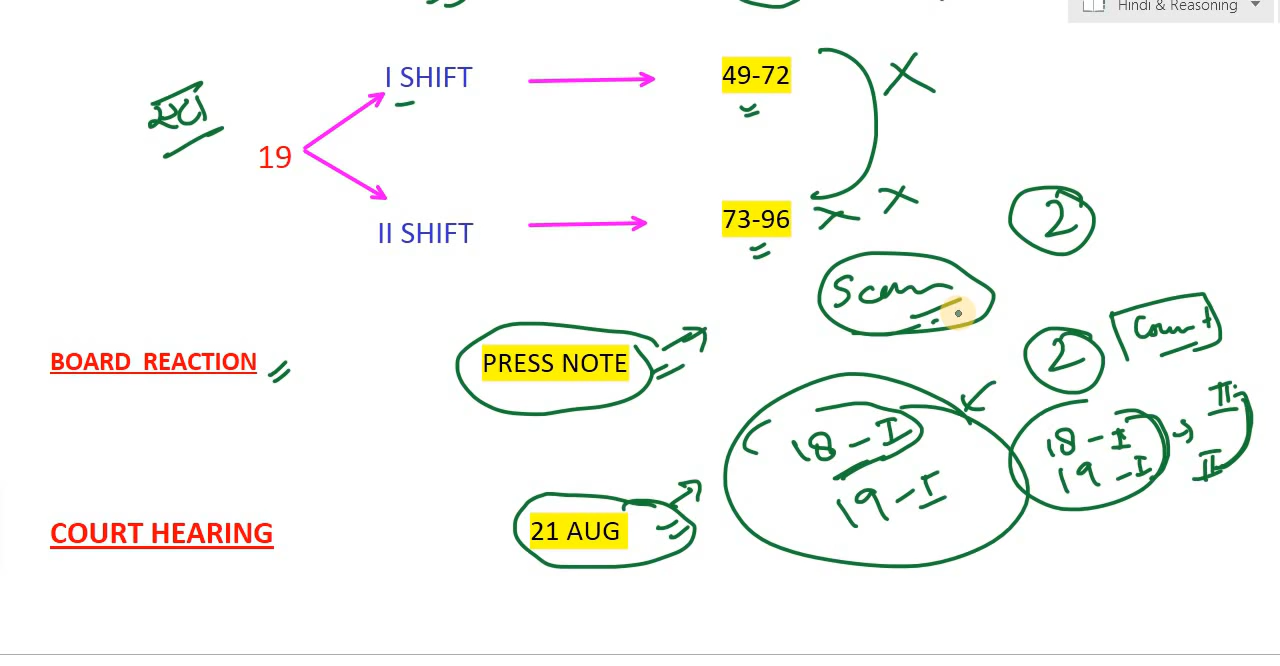 Hindi & Reasoning
I SHIFT
49-72
19
II SHIFT
73-96
2
Scam
BOARD REACTION
PRESS NOTE
2
Court
18-I
19-I
18-I
19-I
II
II
COURT HEARING
21 AUG